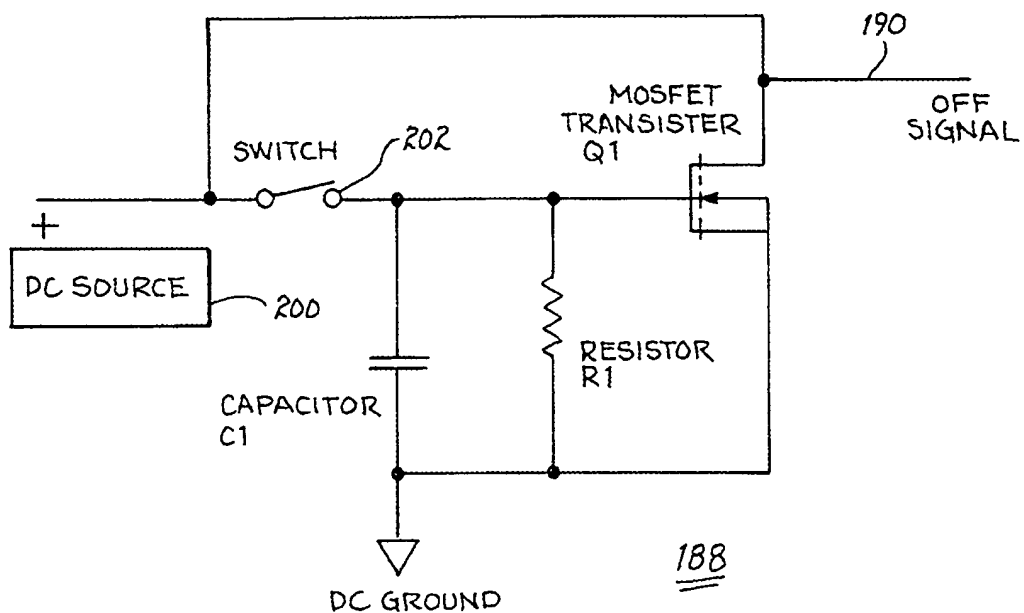 190
OFF
SIGNAL
MOSFET
TRANSISTER
Q1
SWITCH
202
+
DC SOURCE
200
RESISTOR
R1
CAPACITOR
C1
DC GROUND
188